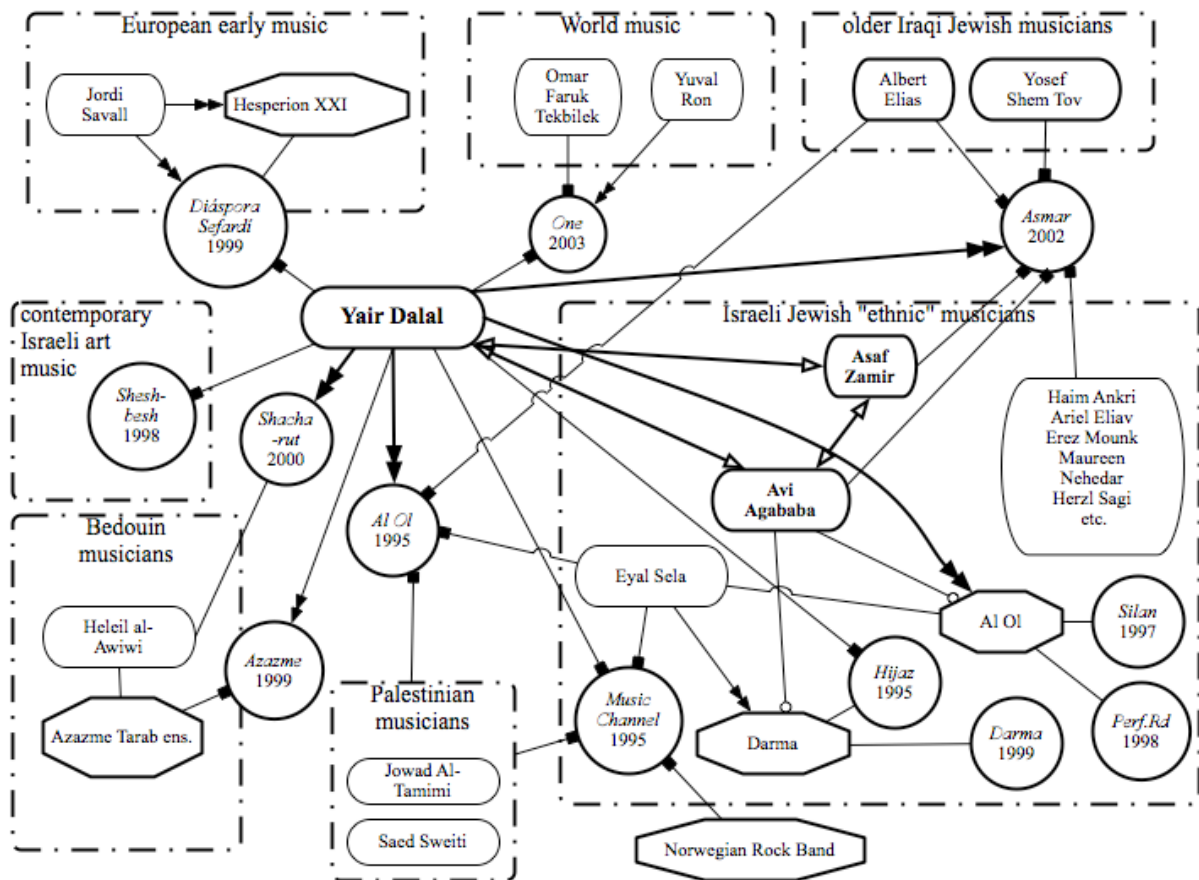 European early music
World music
older Iraqi Jewish musicians
Jordi
Savall
Hesperion XXI
Omar
Faruk
Tekbilek
Yuval
Ron
Albert
Elias
Yosef
Shem Tov
Diáspora
Sefardí
1999
One
2003
Asmar
2002
Yair Dalal
contemporary
Israeli art
music
Shesh-
besh
1998
Shacha
-rut
2000
Al Ol
1995
Israeli Jewish "ethnic" musicians
Asaf
Zamir
Avi
Agababa
Haim Ankri
Ariel Eliav
Erez Mounk
Maureen
Nehedar
Herzl Sagi
etc.
Eyal Sela
Al Ol
Silan
1997
Hijaz
1995
Music
Channel
1995
Darma
Darma
1999
Perf.Rd
1998
Bedouin
musicians
Heleil al-
Awiwi
Azazme
1999
Azazme Tarab ens.
Palestinian
musicians
Jowad Al-
Tamimi
Saed Sweiti
Norwegian Rock Band